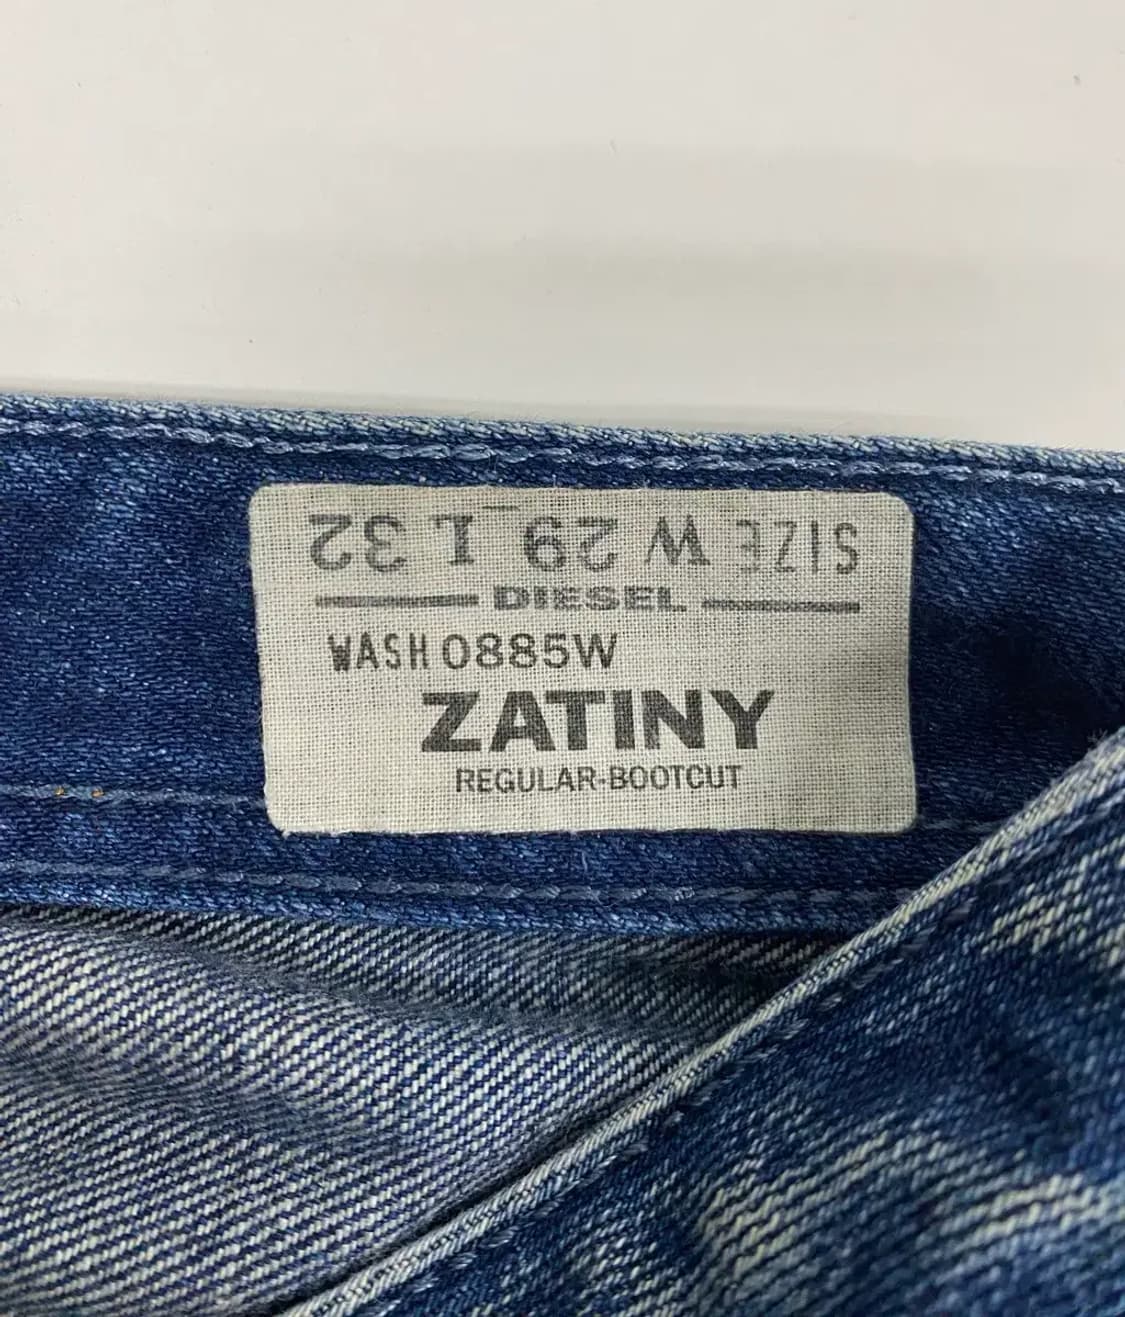 SIZE W 29 L 32
DIESEL
WASH 0885W
ZATINY
REGULAR-BOOTCUT